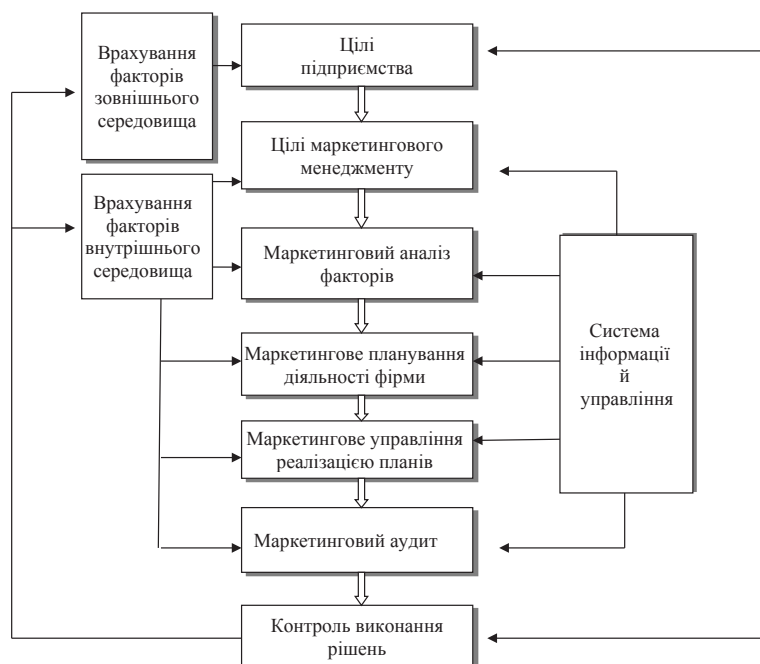 Врахування
факторів
зовнішнього
середовища
Цілі
підприємства
Цілі маркетингового
менеджменту
Врахування
факторів
внутрішнього
середовища
Маркетинговий аналіз
факторів
Маркетингове планування
діяльності фірми
Маркетингове управління
реалізацією планів
Маркетинговий аудит
Контроль виконання
рішень
Система
інформації
й
управління